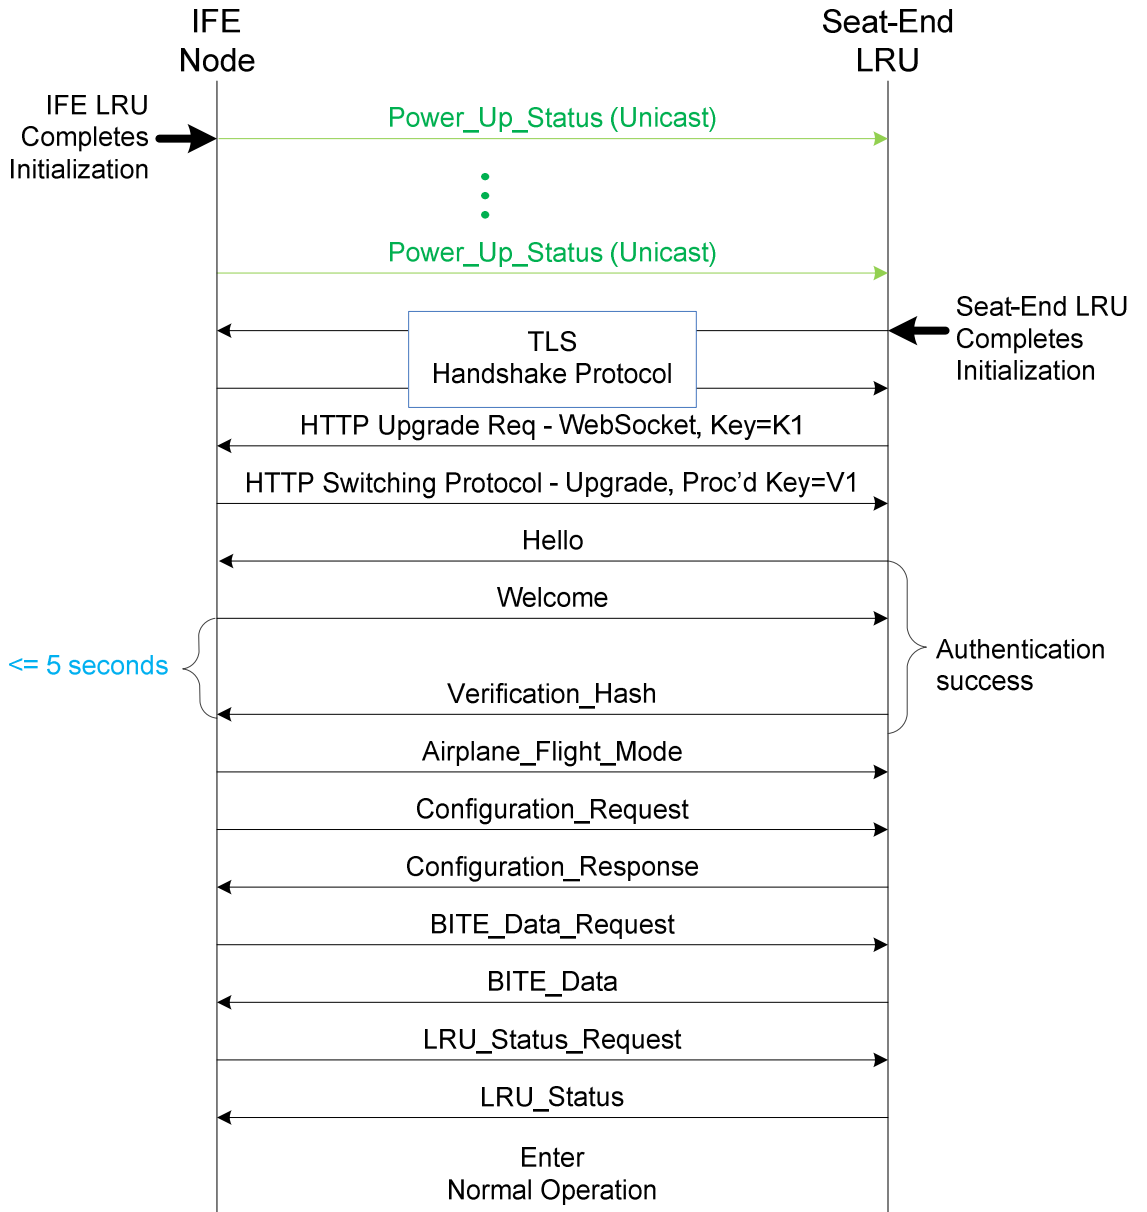 IFE
Node
Seat-End
LRU
IFE LRU
Completes
Initialization
Power_Up_Status (Unicast)
Power_Up_Status (Unicast)
Seat-End LRU
Completes
Initialization
TLS
Handshake Protocol
HTTP Upgrade Req - WebSocket, Key=K1
HTTP Switching Protocol - Upgrade, Proc’d Key=V1
Hello
Welcome
<= 5 seconds
Authentication
success
Verification_Hash
Airplane_Flight_Mode
Configuration_Request
Configuration_Response
BITE_Data_Request
BITE_Data
LRU_Status_Request
LRU_Status
Enter
Normal Operation